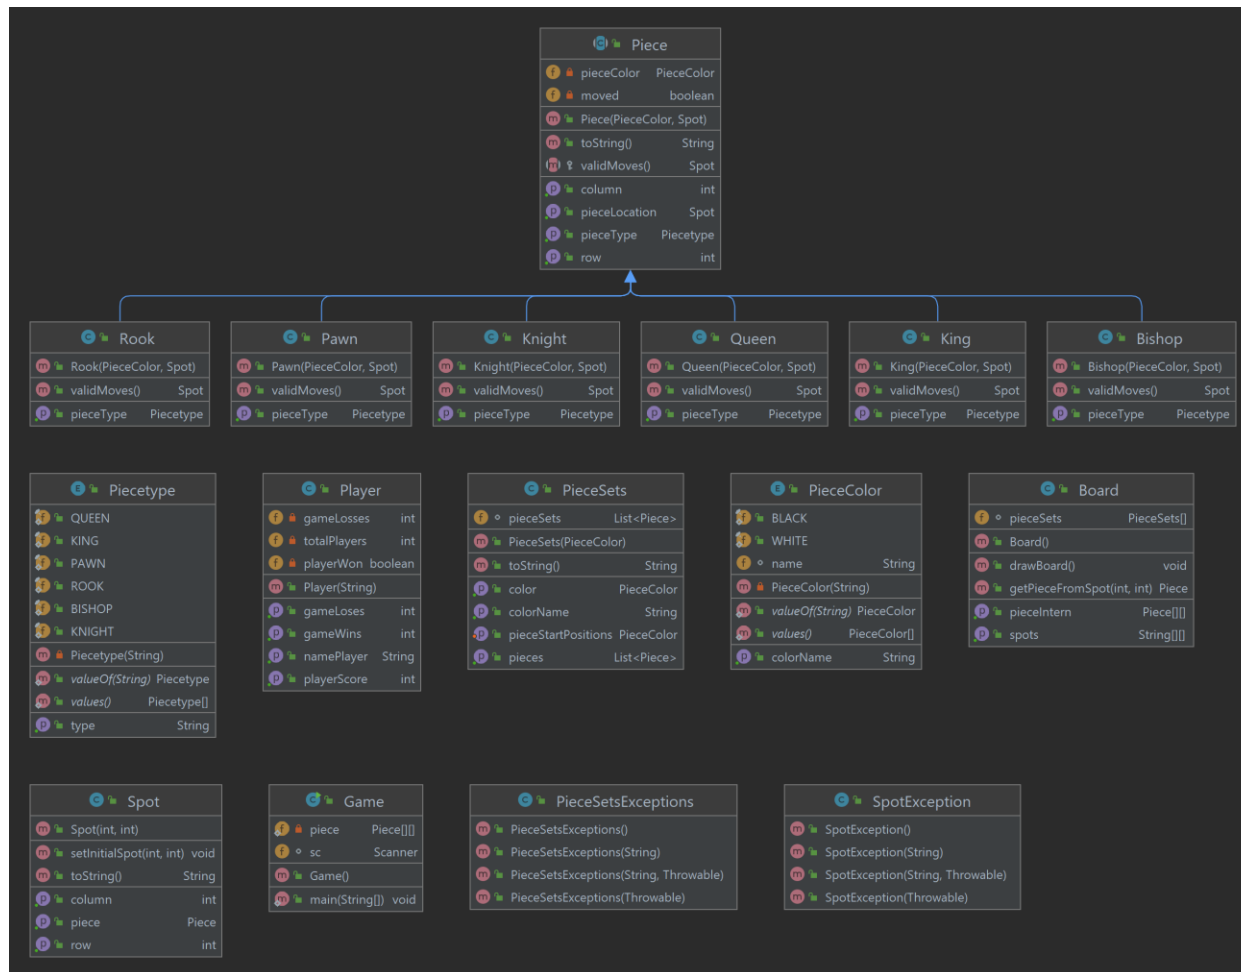 Piece
pieceColor PieceColor
moved boolean
Piece(PieceColor, Spot)
toString() String
validMoves() Spot
column int
pieceLocation Spot
pieceType Piecetype
row int
Rook
Rook(PieceColor, Spot)
validMoves() Spot
pieceType Piecetype
Pawn
Pawn(PieceColor, Spot)
validMoves() Spot
pieceType Piecetype
Knight
Knight(PieceColor, Spot)
validMoves() Spot
pieceType Piecetype
Queen
Queen(PieceColor, Spot)
validMoves() Spot
pieceType Piecetype
King
King(PieceColor, Spot)
validMoves() Spot
pieceType Piecetype
Bishop
Bishop(PieceColor, Spot)
validMoves() Spot
pieceType Piecetype
Piecetype
QUEEN
KING
PAWN
ROOK
BISHOP
KNIGHT
Piecetype(String)
valueOf(String) Piecetype
values() Piecetype[]
type String
Player
gameLosses int
totalPlayers int
playerWon boolean
Player(String)
gameLoses int
gameWins int
namePlayer String
playerScore int
PieceSets
pieceSets List<Piece>
PieceSets(PieceColor)
toString() String
color PieceColor
colorName String
pieceStartPositions PieceColor
pieces List<Piece>
PieceColor
BLACK
WHITE
name String
PieceColor(String)
valueOf(String) PieceColor
values() PieceColor[]
colorName String
Board
pieceSets PieceSets[]
Board()
drawBoard() void
getPieceFromSpot(int, int) Piece
pieceIntern Piece[][]
spots String[][]
Spot
Spot(int, int)
setInitialSpot(int, int) void
toString() String
column int
piece Piece
row int
Game
piece Piece[][]
sc Scanner
Game()
main(String[]) void
PieceSetsExceptions
PieceSetsExceptions()
PieceSetsExceptions(String)
PieceSetsExceptions(String, Throwable)
PieceSetsExceptions(Throwable)
SpotException
SpotException()
SpotException(String)
SpotException(String, Throwable)
SpotException(Throwable)